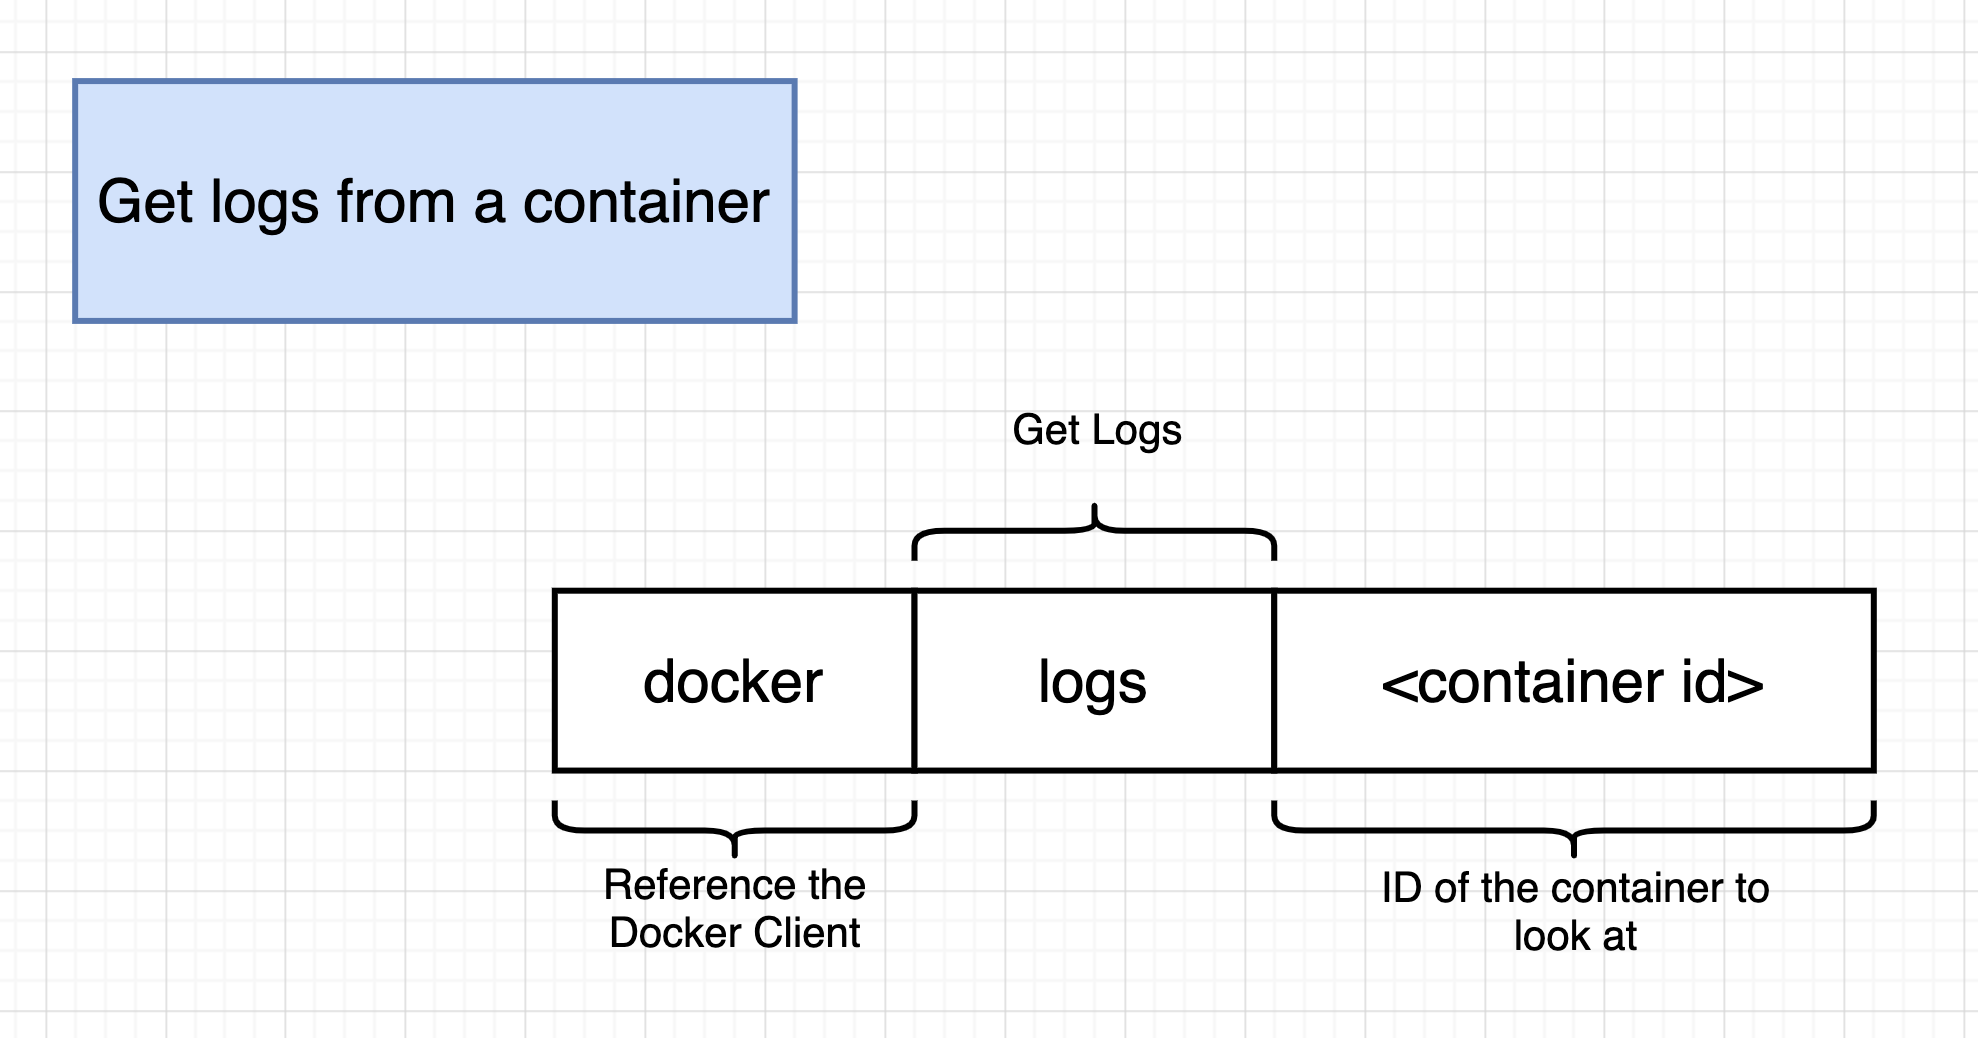 Get logs from a container
Get Logs
docker logs <container id>
Reference the
Docker Client
ID of the container to
look at